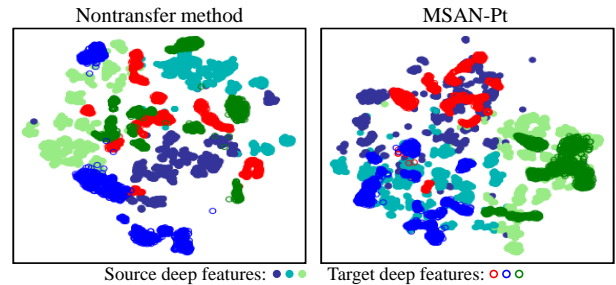 Nontransfer method
MSAN-Pt
Source deep features:
Target deep features: